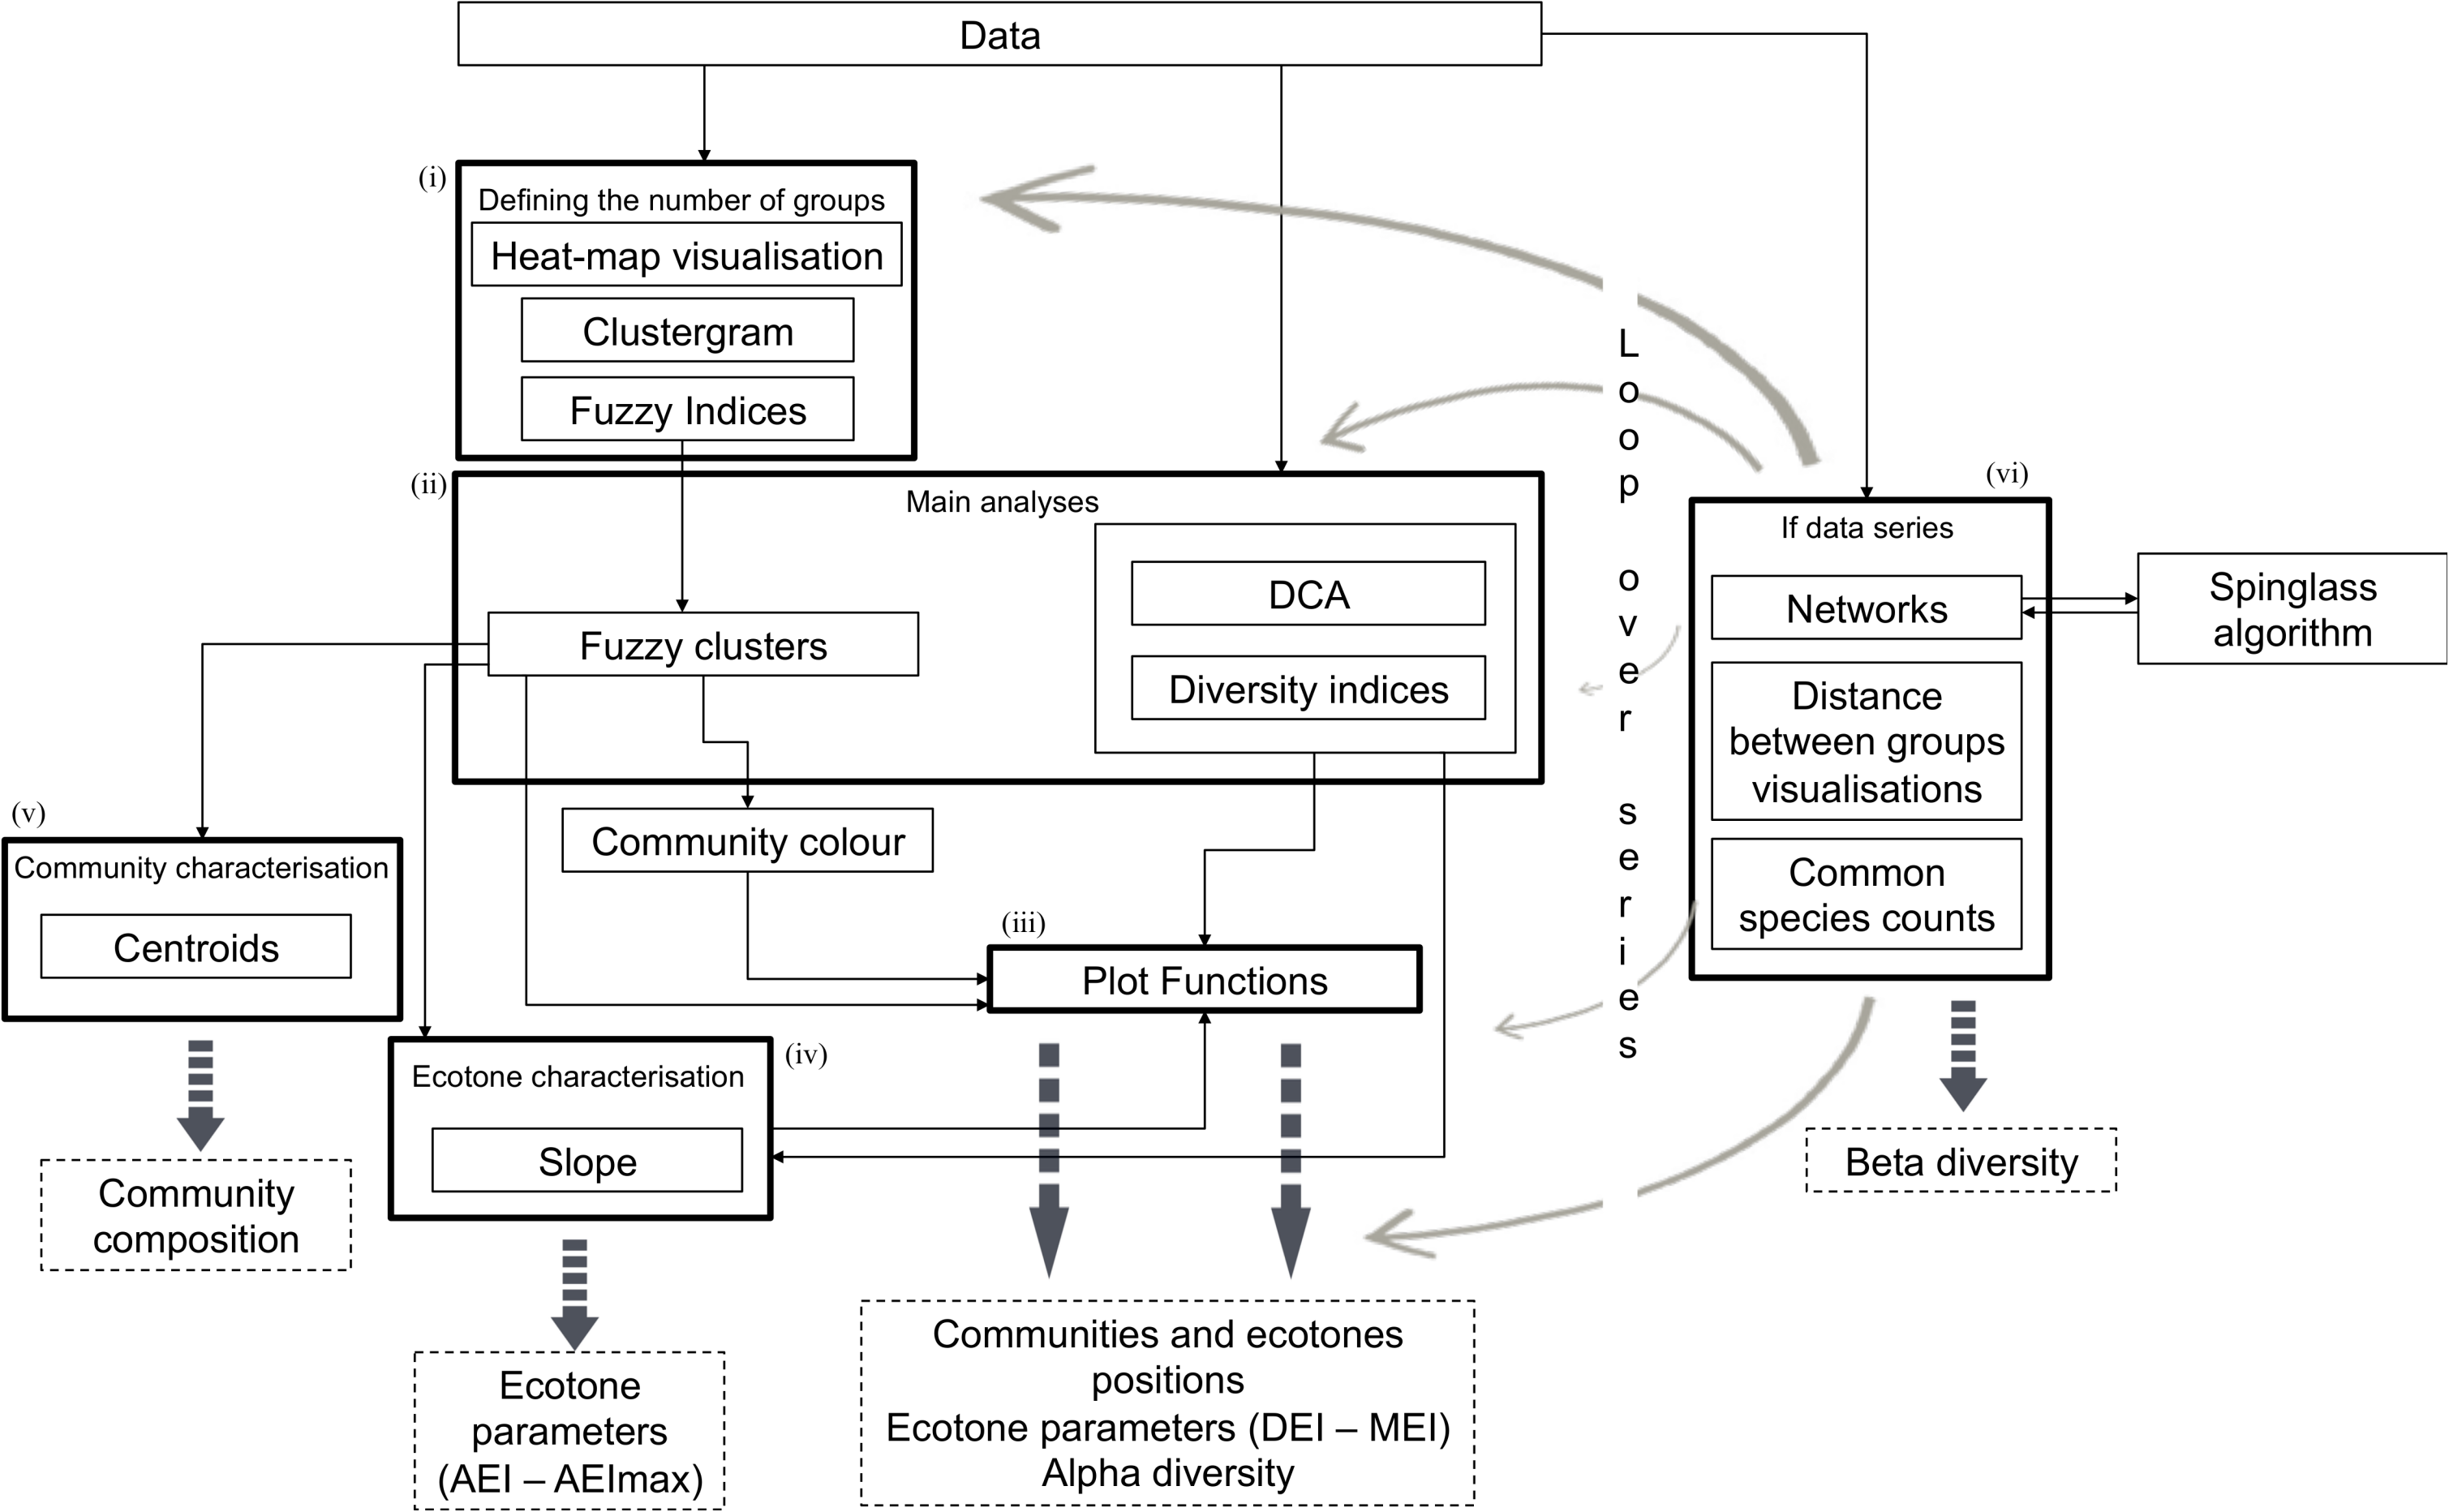 Data
(i)
Defining the number of groups
Heat-map visualisation
Clustergram
Fuzzy Indices
(ii)
Main analyses
DCA
Diversity indices
Fuzzy clusters
Community colour
(iii)
Plot Functions
(v)
Community characterisation
Centroids
(iv)
Ecotone characterisation
Slope
Loop over series
(vi)
If data series
Networks
Distance
between groups
visualisations
Common
species counts
Spinglass
algorithm
Community
composition
Ecotone
parameters
(AEI – AEImax)
Communities and ecotones
positions
Ecotone parameters (DEI – MEI)
Alpha diversity
Beta diversity